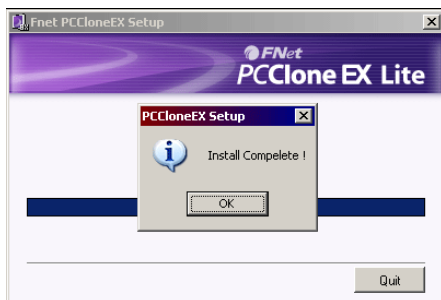 Fnet PCCloneEX Setup
FNet
PCClone EX Lite
PCCloneEX Setup
Install Compelete !
OK
Quit